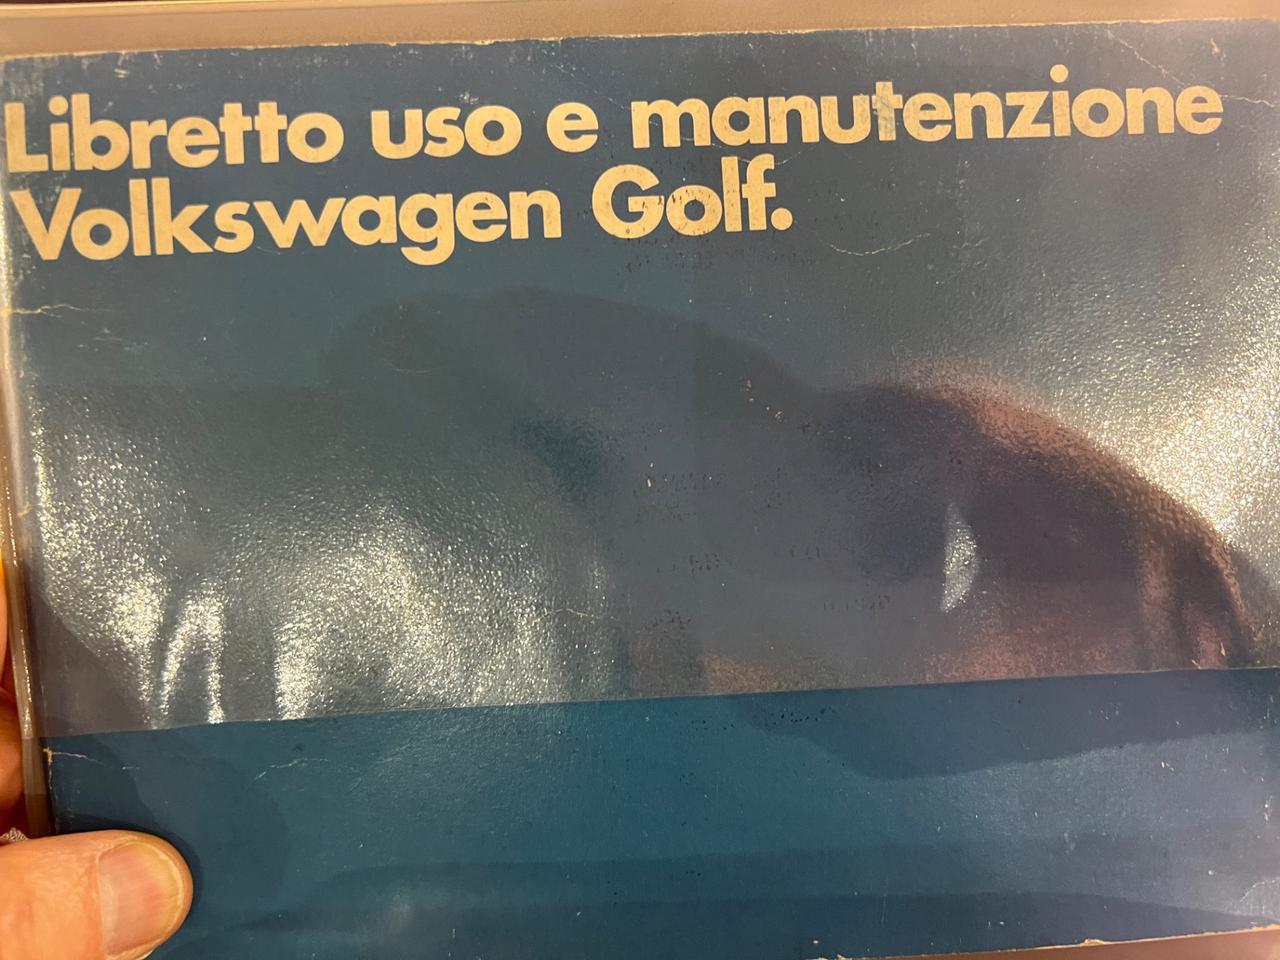 Libretto uso e manutenzione
Volkswagen Golf.